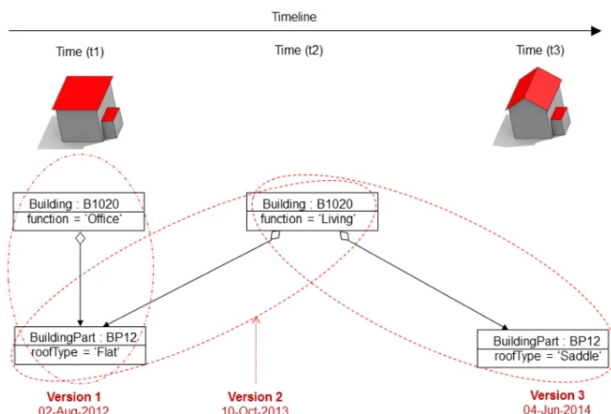 Timeline
Time (t1)
Time (t2)
Time (t3)
Building : B1020
function = 'Office'
Building : B1020
function = 'Living'
BuildingPart : BP12
roofType = 'Flat'
BuildingPart : BP12
roofType = 'Saddle'
Version 1
02-Aug-2012
Version 2
10-Oct-2013
Version 3
04-Jun-2014